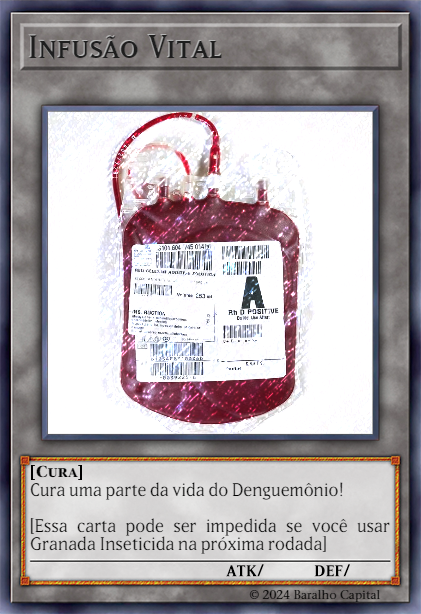 Infusão Vital
A
Rh D POSITIVE
[Cura]
Cura uma parte da vida do Denguemônio!
[Essa carta pode ser impedida se você usar
Granada Inseticida na próxima rodada]
ATK/ DEF/
© 2024 Baralho Capital